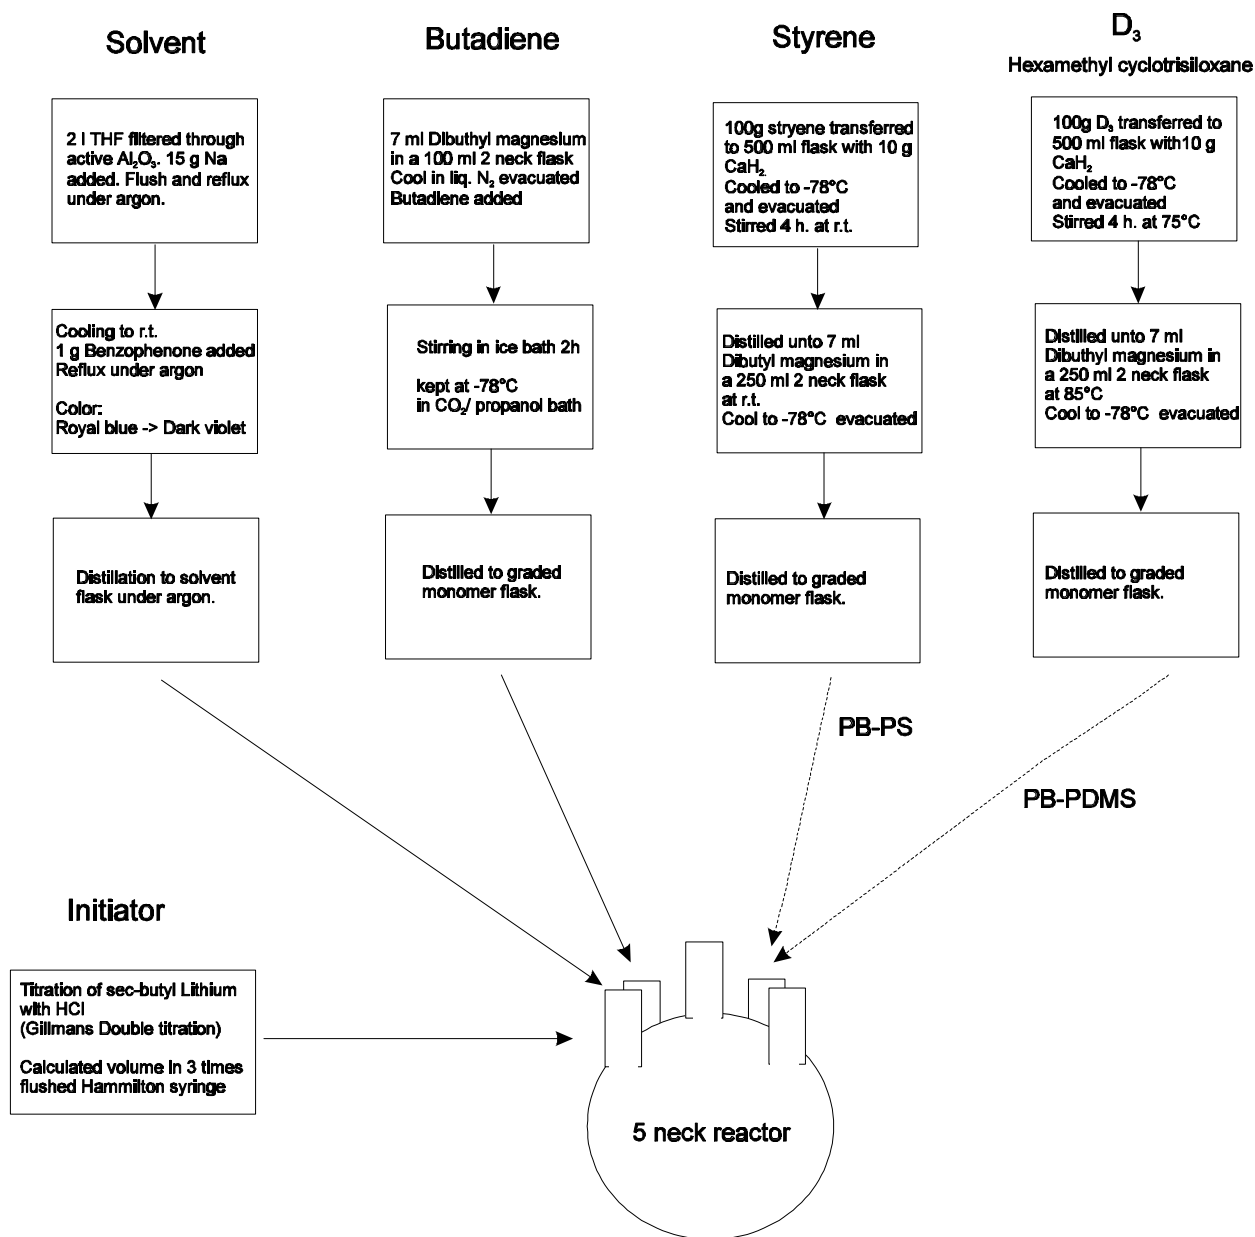 Solvent
2 l THF filtered through
active Al₂O₃. 15 g Na
added. Flush and reflux
under argon.
Cooling to r.t.
1 g Benzophenone added
Reflux under argon
Color:
Royal blue -> Dark violet
Distillation to solvent
flask under argon.
Butadiene
7 ml Dibuthyl magnesium
in a 100 ml 2 neck flask
Cool in liq. N₂ evacuated
Butadiene added
Stirring in ice bath 2h
kept at -78°C
in CO₂/ propanol bath
Distilled to graded
monomer flask.
Styrene
100g stryene transferred
to 500 ml flask with 10 g
CaH₂.
Cooled to -78°C
and evacuated
Stirred 4 h. at r.t.
Distilled unto 7 ml
Dibutyl magnesium in
a 250 ml 2 neck flask
at r.t.
Cool to -78°C evacuated
Distilled to graded
monomer flask.
D₃
Hexamethyl cyclotrisiloxane
100g D₃ transferred to
500 ml flask with10 g
CaH₂
Cooled to -78°C
and evacuated
Stirred 4 h. at 75°C
Distilled unto 7 ml
Dibuthyl magnesium in
a 250 ml 2 neck flask
at 85°C
Cool to -78°C evacuated
Distilled to graded
monomer flask.
PB-PS
PB-PDMS
Initiator
Titration of sec-butyl Lithium
with HCl
(Gillmans Double titration)
Calculated volume in 3 times
flushed Hammilton syringe
5 neck reactor